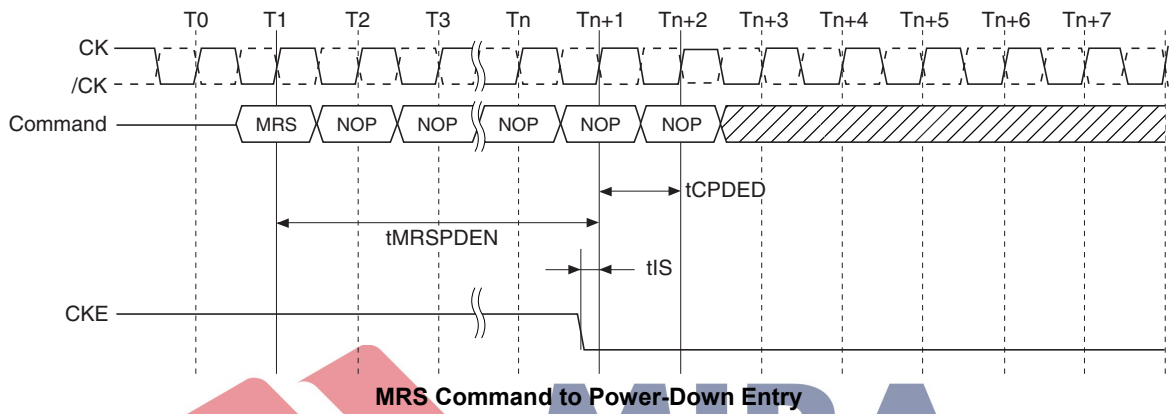 T0 T1 T2 T3 Tn Tn+1 Tn+2 Tn+3 Tn+4 Tn+5 Tn+6 Tn+7
CK
/CK
Command MRS NOP NOP NOP NOP NOP
tCPDED
tMRSPDEN
tIS
CKE
MRS Command to Power-Down Entry